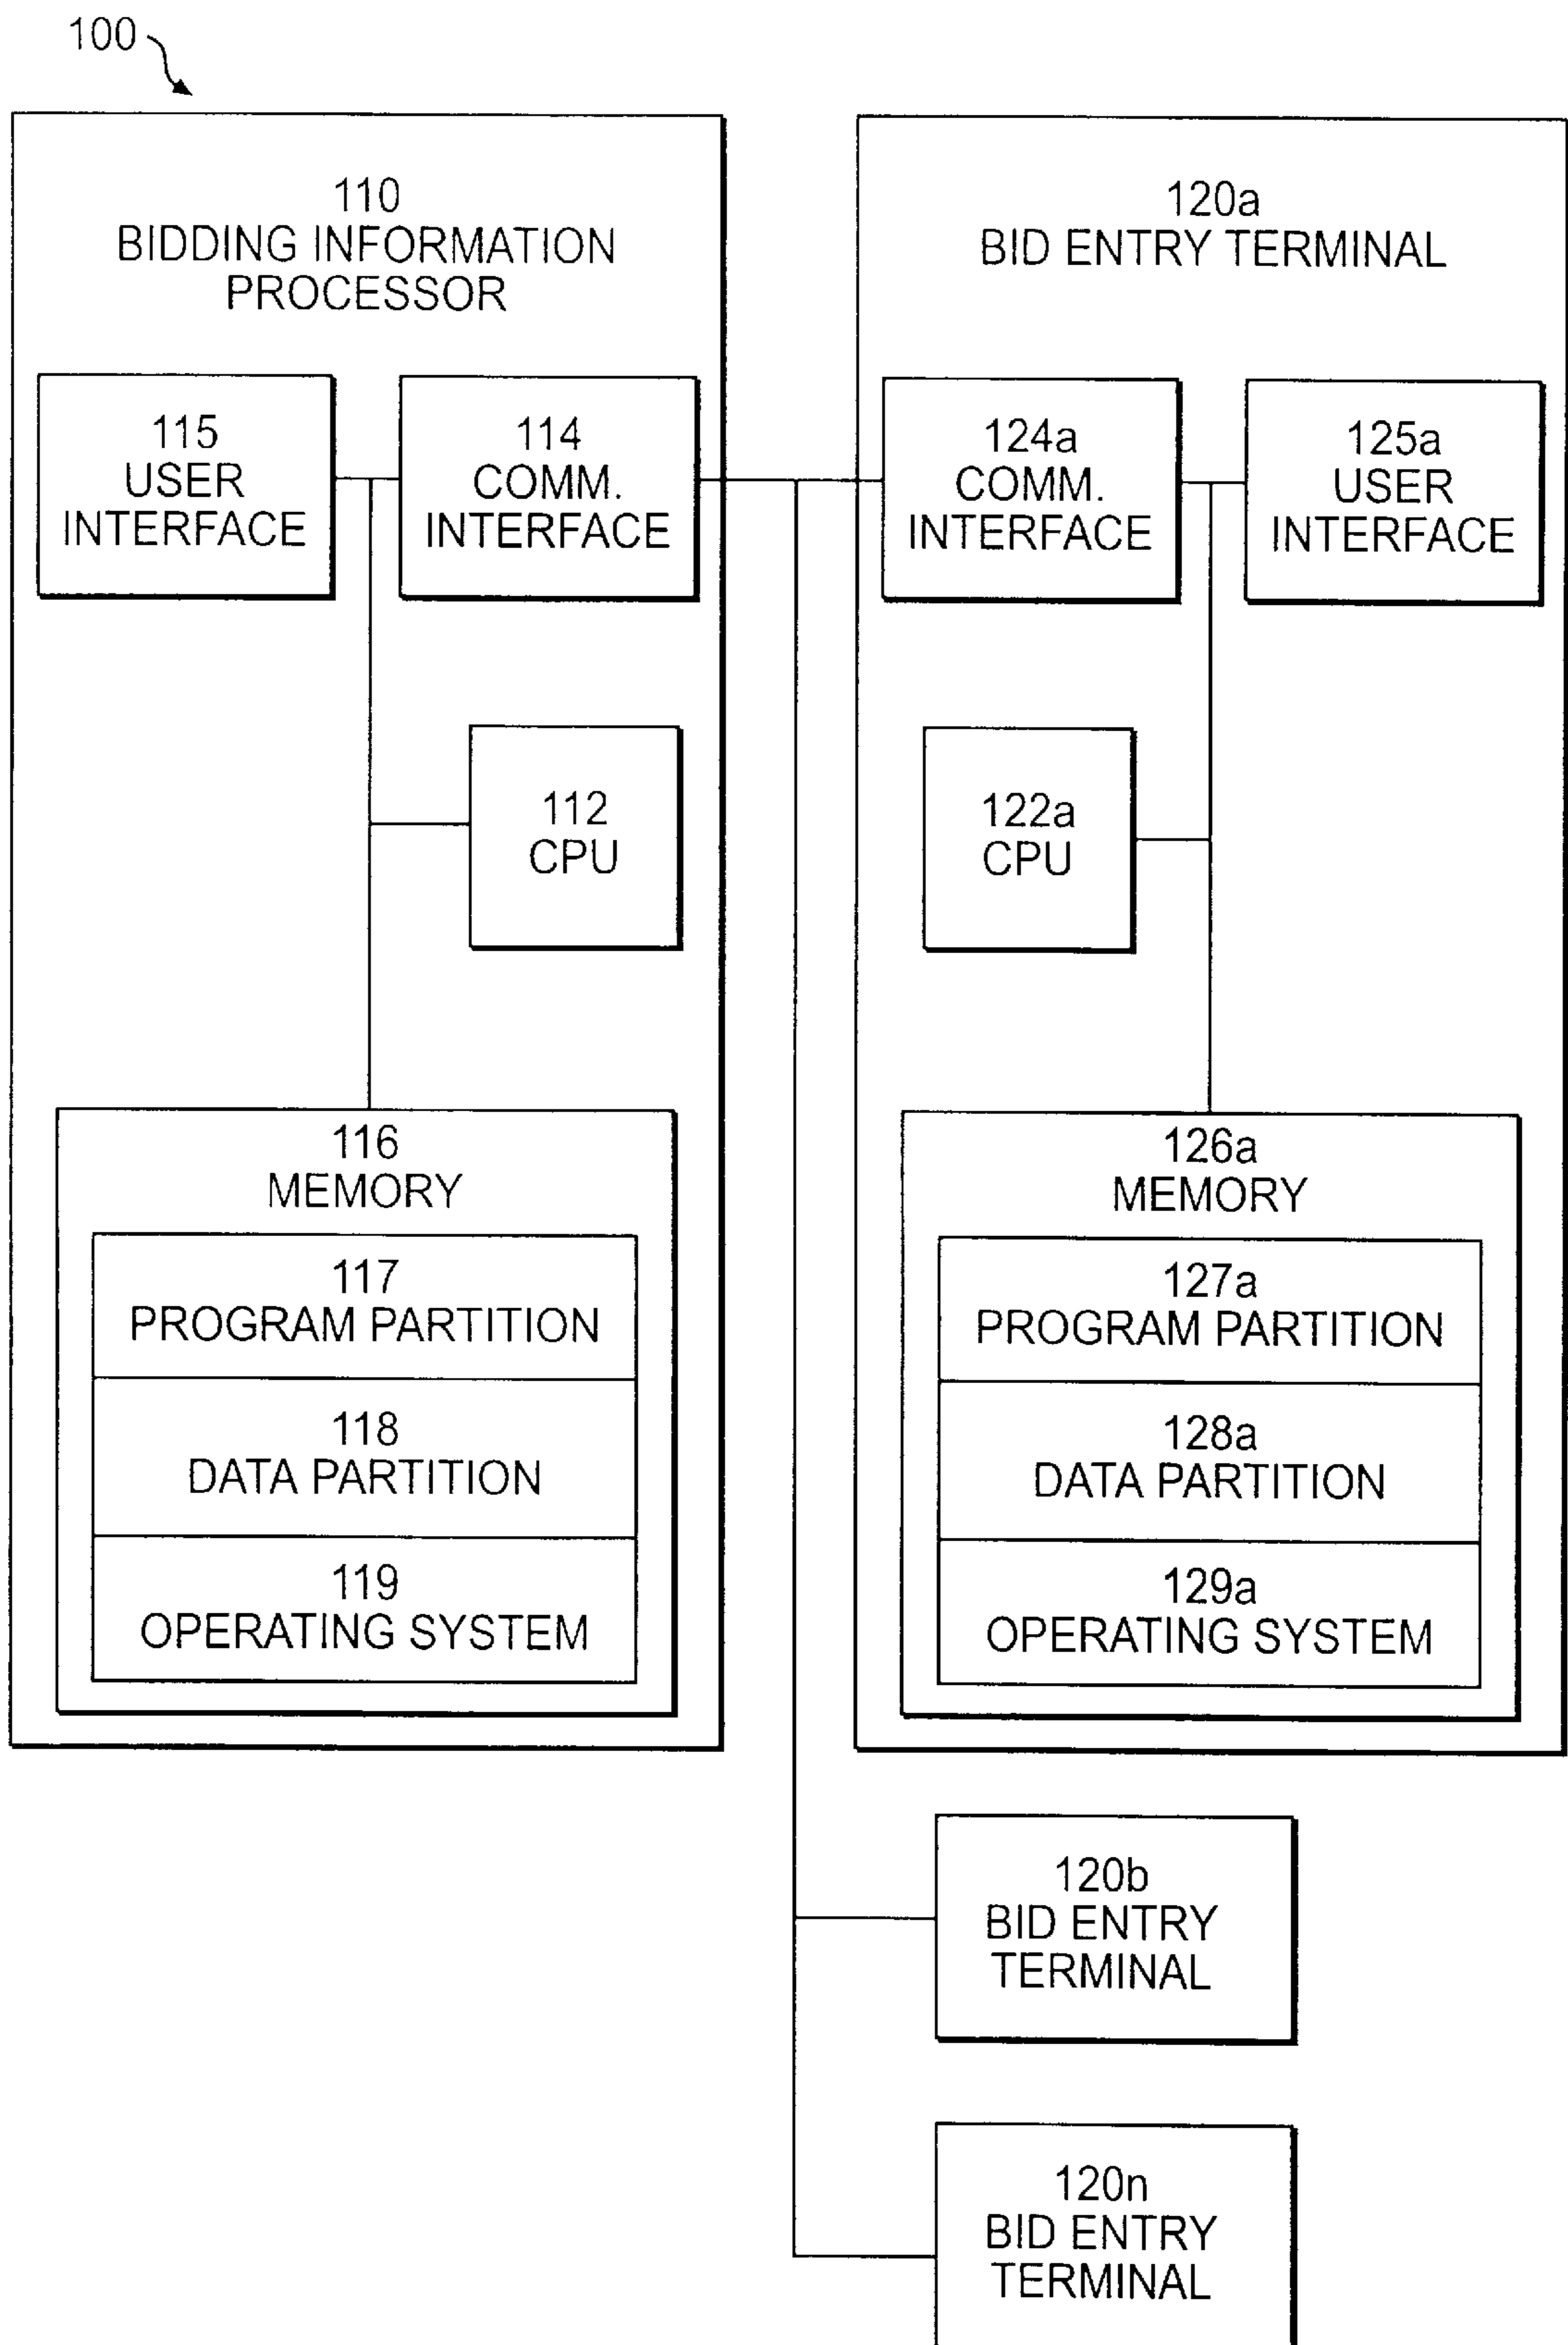 100
110
BIDDING INFORMATION
PROCESSOR
115
USER
INTERFACE
114
COMM.
INTERFACE
112
CPU
116
MEMORY
117
PROGRAM PARTITION
118
DATA PARTITION
119
OPERATING SYSTEM
120a
BID ENTRY TERMINAL
124a
COMM.
INTERFACE
125a
USER
INTERFACE
122a
CPU
126a
MEMORY
127a
PROGRAM PARTITION
128a
DATA PARTITION
129a
OPERATING SYSTEM
120b
BID ENTRY
TERMINAL
120n
BID ENTRY
TERMINAL